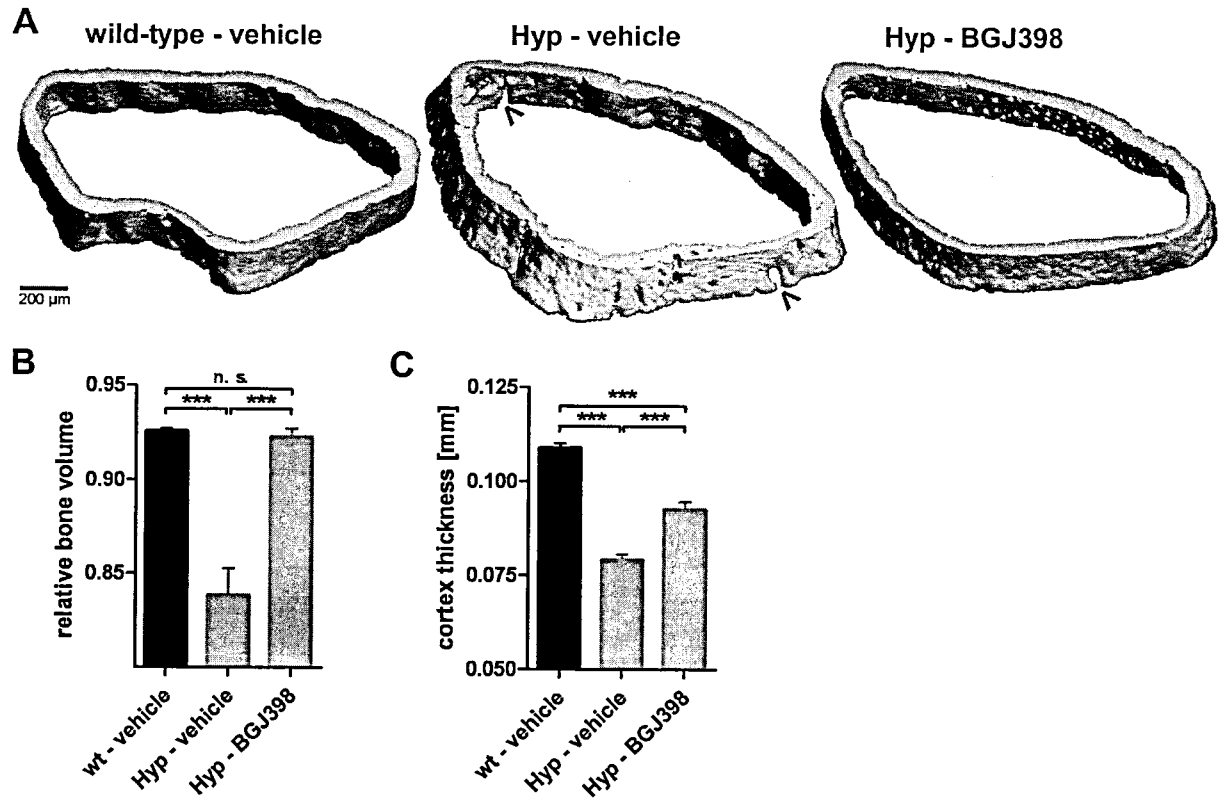 A
wild-type - vehicle
Hyp - vehicle
Hyp - BGJ398
<
<
200 µm
B
relative bone volume
0.95
0.90
0.85
n. s.
***
***
wt - vehicle
Hyp - vehicle
Hyp - BGJ398
C
cortex thickness [mm]
0.125
0.100
0.075
0.050
***
***
***
wt - vehicle
Hyp - vehicle
Hyp - BGJ398